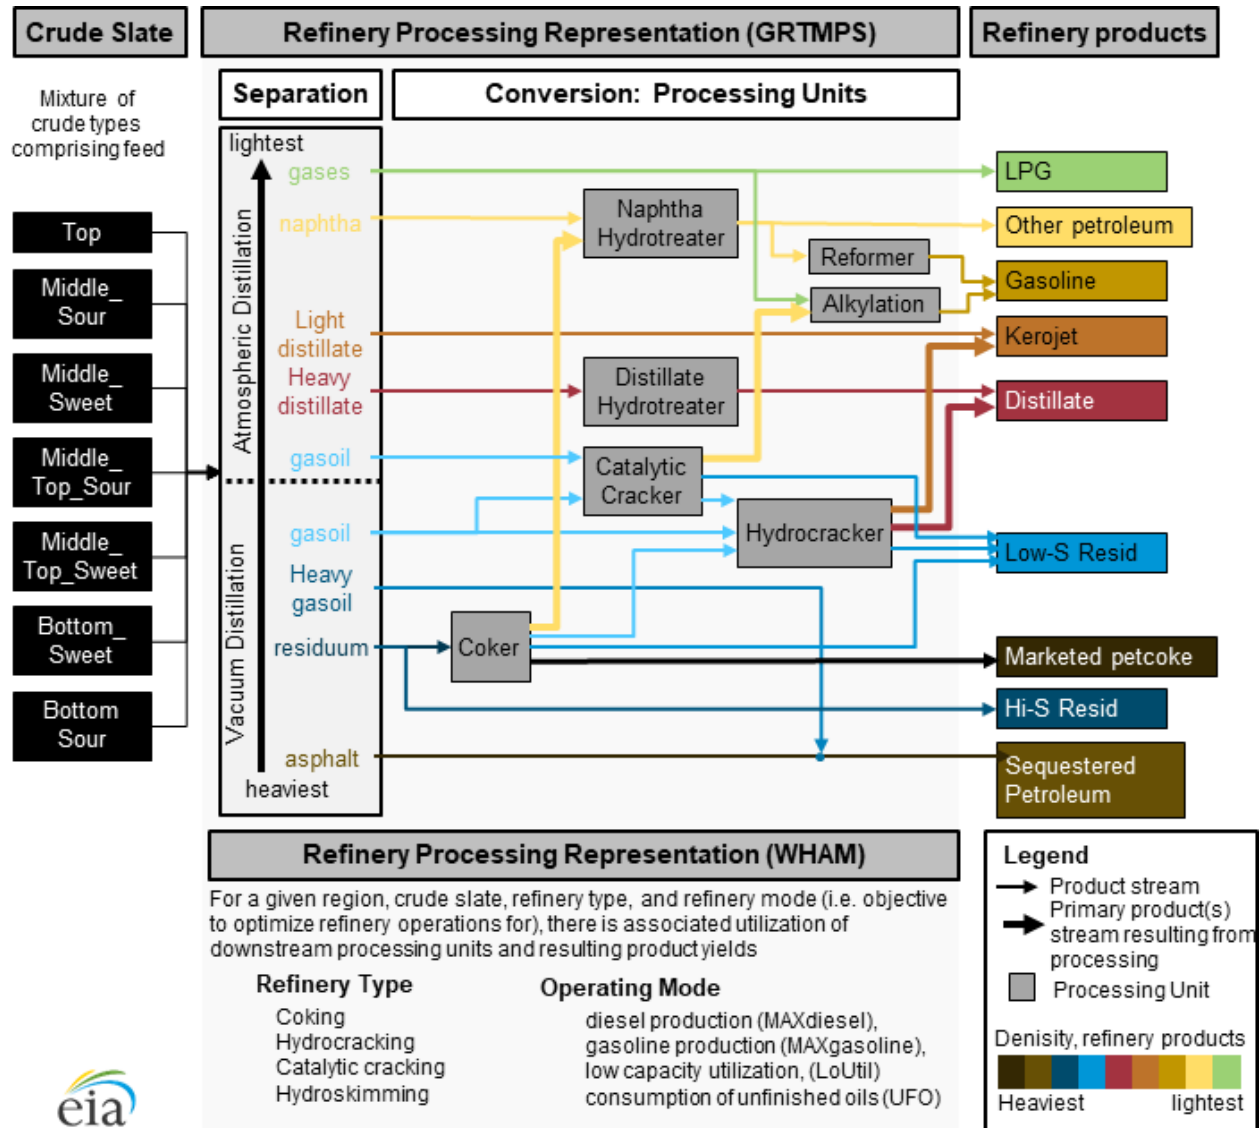 Crude Slate
Refinery Processing Representation (GRTMPS)
Refinery products
Mixture of
crude types
comprising feed
Separation
Conversion: Processing Units
Top
Middle_
Sour
Middle_
Sweet
Middle_
Top_Sour
Middle_
Top_Sweet
Bottom_
Sweet
Bottom
Sour
Atmospheric Distillation
Vacuum Distillation
lightest
gases
naphtha
Light
distillate
Heavy
distillate
gasoil
gasoil
Heavy
gasoil
residuum
asphalt
heaviest
Naphtha
Hydrotreater
Reformer
Alkylation
Distillate
Hydrotreater
Catalytic
Cracker
Hydrocracker
Coker
LPG
Other petroleum
Gasoline
Kerojet
Distillate
Low-S Resid
Marketed petcoke
Hi-S Resid
Sequestered
Petroleum
Refinery Processing Representation (WHAM)
For a given region, crude slate, refinery type, and refinery mode (i.e. objective
to optimize refinery operations for), there is associated utilization of
downstream processing units and resulting product yields
Refinery Type
Coking
Hydrocracking
Catalytic cracking
Hydroskimming
Operating Mode
diesel production (MAXdiesel),
gasoline production (MAXgasoline),
low capacity utilization, (LoUtil)
consumption of unfinished oils (UFO)
Legend
Product stream
Primary product(s)
stream resulting from
processing
Processing Unit
Denisity, refinery products
Heaviest lightest
eia